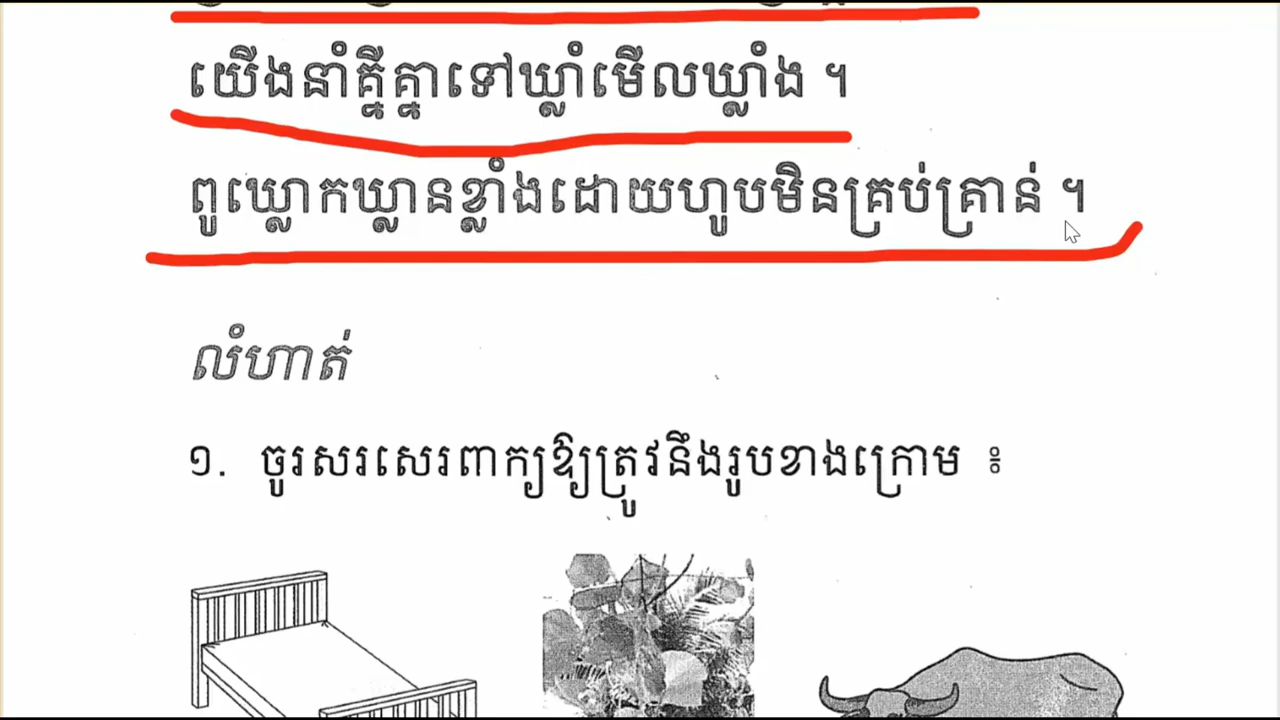 យើងនាំគ្នីគ្នាទៅឃ្លាំមើលឃ្លាំង ។
ពូឃ្លោកឃ្លានខ្លាំងដោយហូបមិនគ្រប់គ្រាន់ ។
លំហាត់
១. ចូរសរសេរពាក្យឱ្យត្រូវនឹងរូបខាងក្រោម ៖